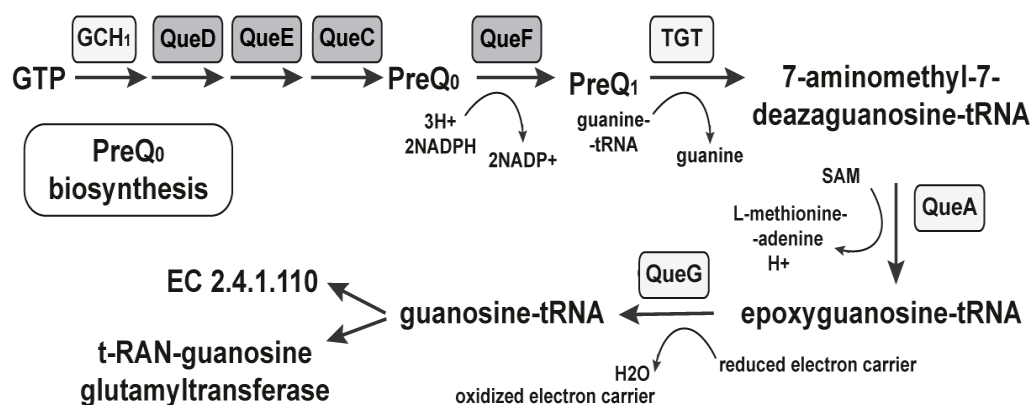 GCH1 QueD QueE QueC QueF TGT
GTP PreQ0 PreQ1 7-aminomethyl-7-
deazaguanosine-tRNA
3H+
2NADPH
2NADP+
guanine-
-tRNA
guanine
PreQ0
biosynthesis
SAM
QueA
L-methionine-
-adenine
H+
QueG
EC 2.4.1.110
guanosine-tRNA
epoxyguanosine-tRNA
t-RAN-guanosine
glutamyltransferase
H2O
oxidized electron carrier
reduced electron carrier